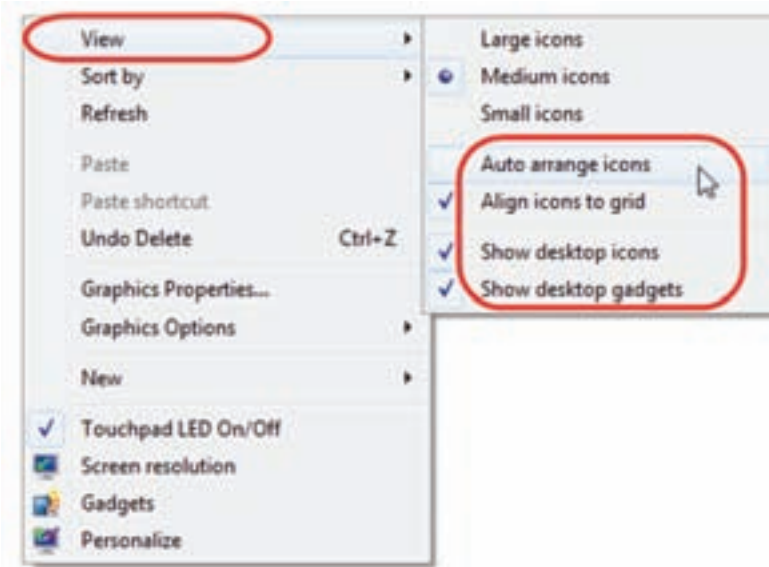 View
Sort by
Refresh
Paste
Paste shortcut
Undo Delete Ctrl+Z
Graphics Properties...
Graphics Options
New
Touchpad LED On/Off
Screen resolution
Gadgets
Personalize
Large icons
Medium icons
Small icons
Auto arrange icons
Align icons to grid
Show desktop icons
Show desktop gadgets